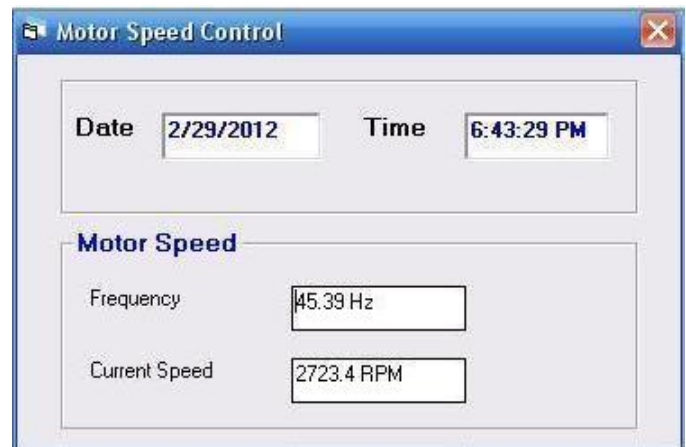 Motor Speed Control
Date 2/29/2012 Time 6:43:29 PM
Motor Speed
Frequency 45.39 Hz
Current Speed 2723.4 RPM